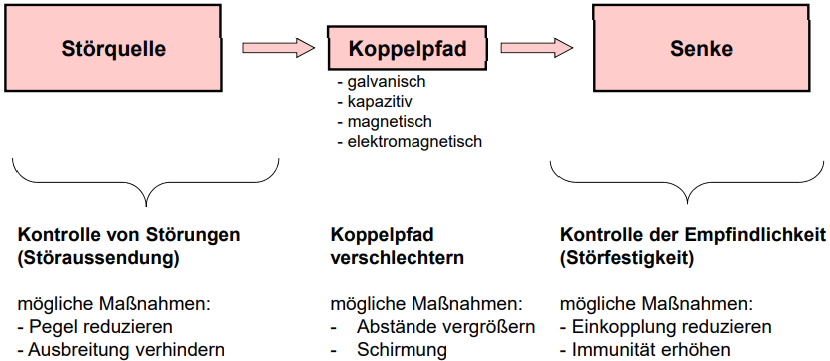 Störquelle
Koppelpfad
Senke
- galvanisch
- kapazitiv
- magnetisch
- elektromagnetisch
Kontrolle von Störungen
(Störaussendung)
mögliche Maßnahmen:
- Pegel reduzieren
- Ausbreitung verhindern
Koppelpfad
verschlechtern
mögliche Maßnahmen:
- Abstände vergrößern
- Schirmung
Kontrolle der Empfindlichkeit
(Störfestigkeit)
mögliche Maßnahmen:
- Einkopplung reduzieren
- Immunität erhöhen